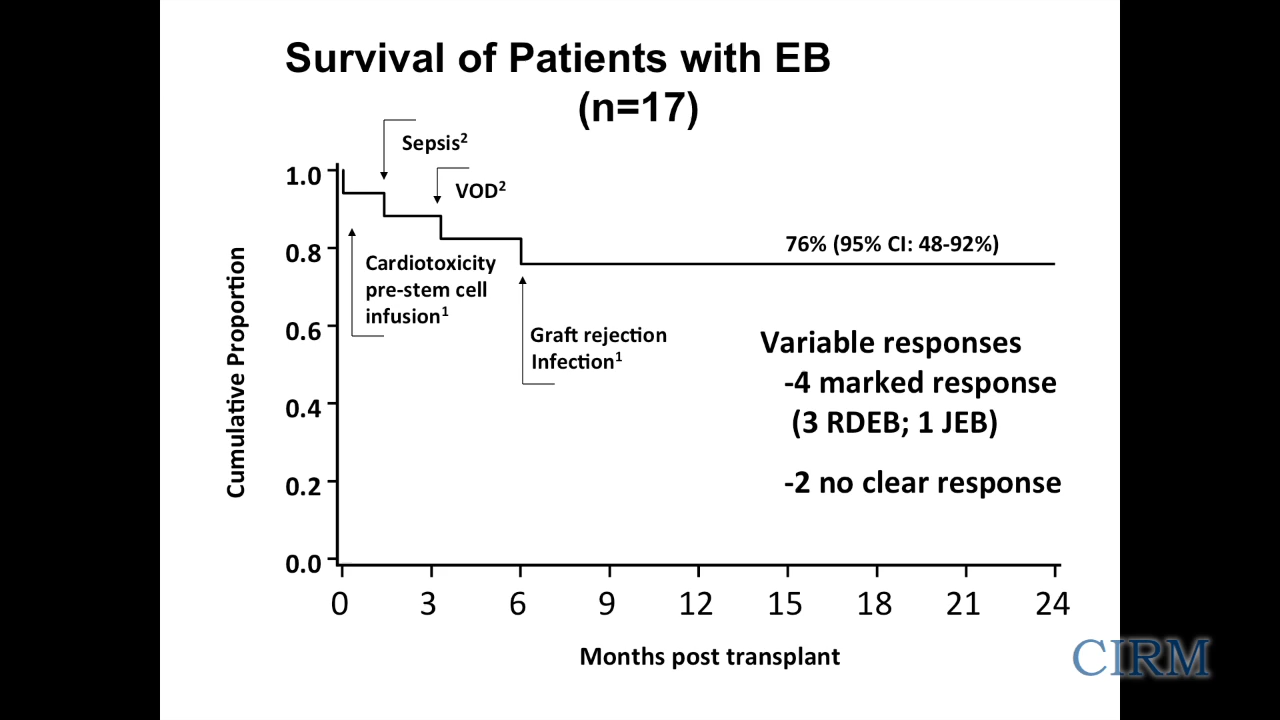 Survival of Patients with EB
(n=17)
Sepsis²
VOD²
1.0
0.8
0.6
0.4
0.2
0.0
Cumulative Proportion
Cardiotoxicity
pre-stem cell
infusion¹
Graft rejection
Infection¹
76% (95% CI: 48-92%)
Variable responses
-4 marked response
(3 RDEB; 1 JEB)
-2 no clear response
0 3 6 9 12 15 18 21 24
Months post transplant
CIRM